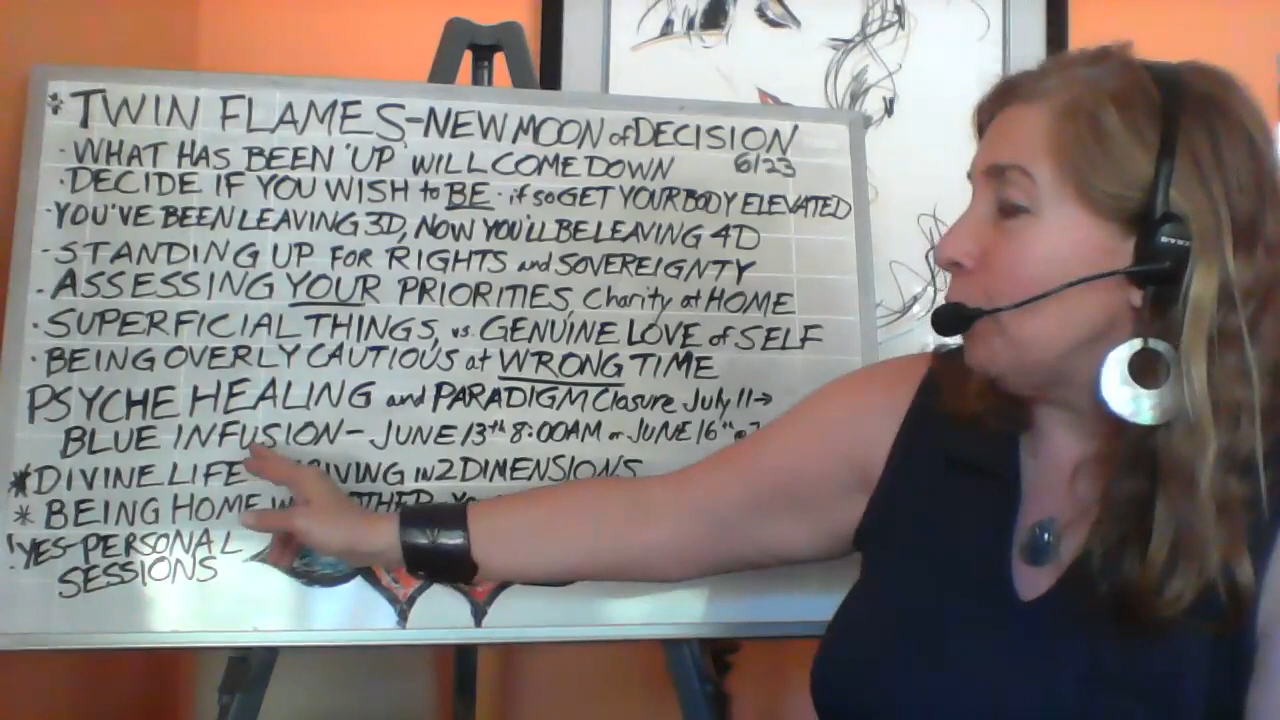 * TWIN FLAMES-NEW MOON of DECISION
6/23
· WHAT HAS BEEN 'UP' WILL COME DOWN
· DECIDE IF YOU WISH to BE · if so GET YOUR BODY ELEVATED
· YOU'VE BEEN LEAVING 3D, NOW YOU'LL BE LEAVING 4D
· STANDING UP FOR RIGHTS and SOVEREIGNTY
· ASSESSING YOUR PRIORITIES, Charity at HOME
· SUPERFICIAL THINGS, vs. GENUINE LOVE of SELF
· BEING OVERLY CAUTIOUS at WRONG TIME
PSYCHE HEALING and PARADIGM Closure July 11→
BLUE INFUSION - JUNE 13th 8:00AM or JUNE 16th
* DIVINE LIFE IN 2 DIMENSIONS
* BEING HOME
! YES-PERSONAL
SESSIONS